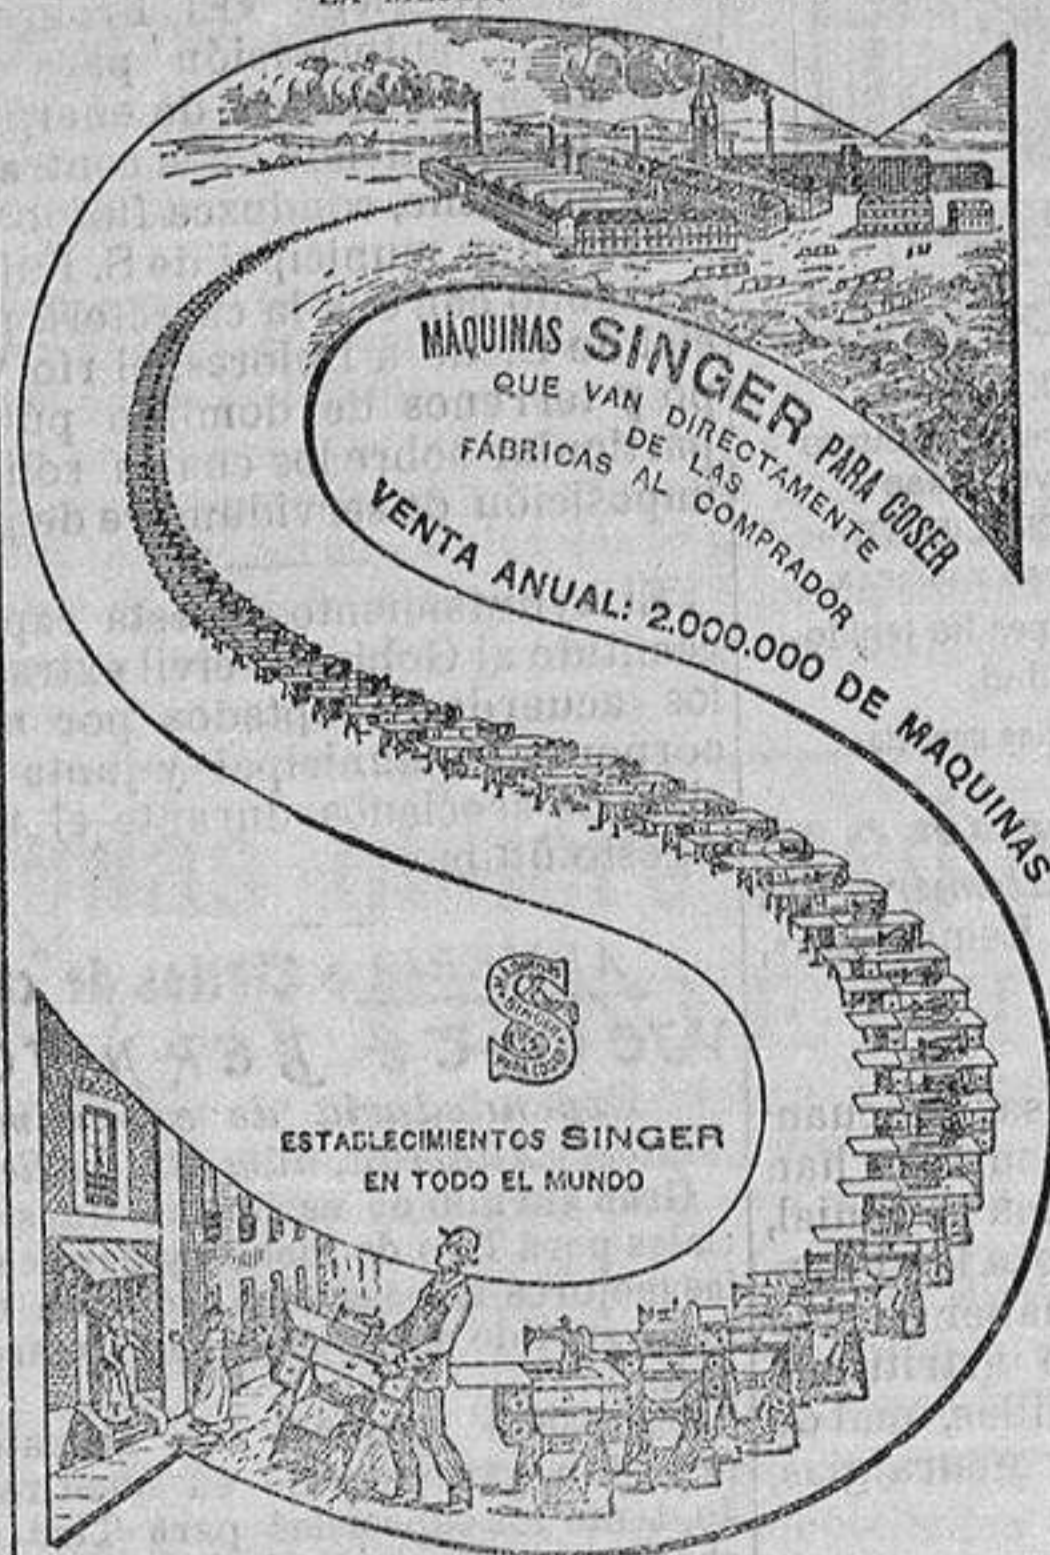 MÁQUINAS SINGER PARA COSER
QUE VAN DIRECTAMENTE
DE LAS
FÁBRICAS AL COMPRADOR
VENTA ANUAL: 2.000.000 DE MAQUINAS
S
ESTABLECIMIENTOS SINGER
EN TODO EL MUNDO